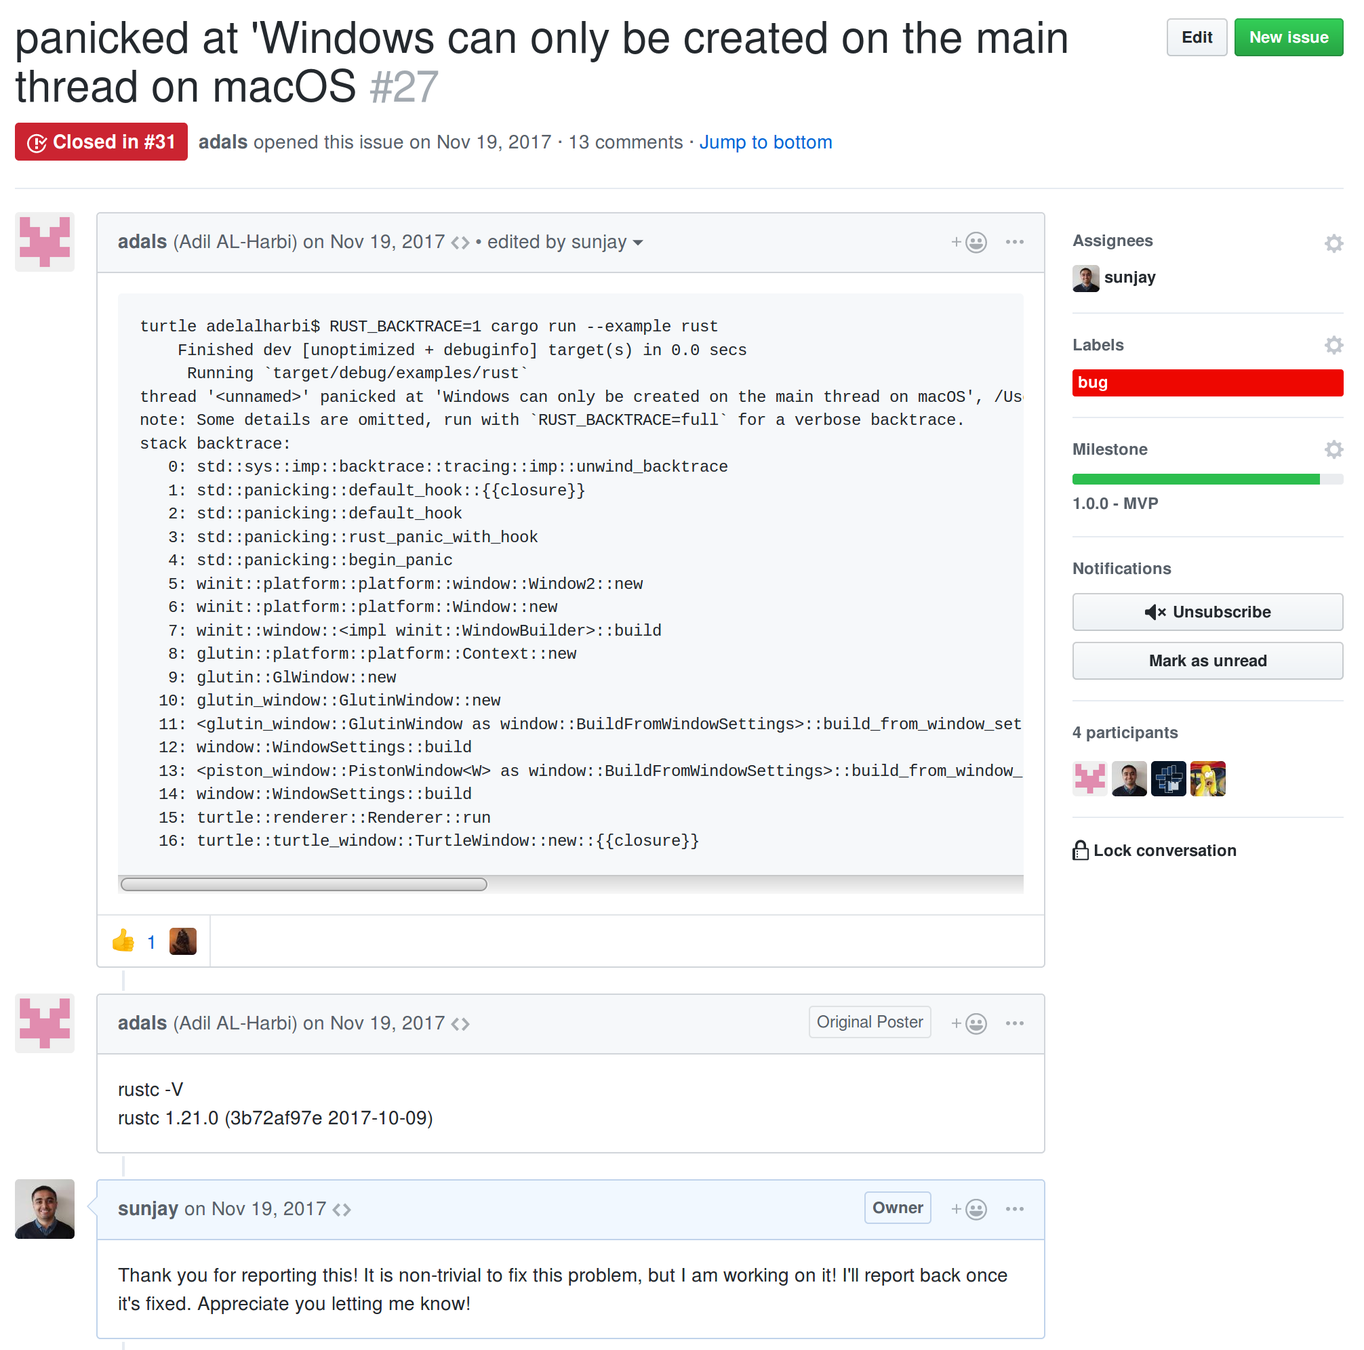 panicked at 'Windows can only be created on the main
thread on macOS #27
Edit
New issue
Closed in #31
adals opened this issue on Nov 19, 2017 · 13 comments · Jump to bottom
adals (Adil AL-Harbi) on Nov 19, 2017 <> • edited by sunjay
turtle adelalharbi$ RUST_BACKTRACE=1 cargo run --example rust
    Finished dev [unoptimized + debuginfo] target(s) in 0.0 secs
     Running `target/debug/examples/rust`
thread '<unnamed>' panicked at 'Windows can only be created on the main thread on macOS', /Us
note: Some details are omitted, run with `RUST_BACKTRACE=full` for a verbose backtrace.
stack backtrace:
   0: std::sys::imp::backtrace::tracing::imp::unwind_backtrace
   1: std::panicking::default_hook::{{closure}}
   2: std::panicking::default_hook
   3: std::panicking::rust_panic_with_hook
   4: std::panicking::begin_panic
   5: winit::platform::platform::window::Window2::new
   6: winit::platform::platform::Window::new
   7: winit::window::<impl winit::WindowBuilder>::build
   8: glutin::platform::platform::Context::new
   9: glutin::GlWindow::new
  10: glutin_window::GlutinWindow::new
  11: <glutin_window::GlutinWindow as window::BuildFromWindowSettings>::build_from_window_set
  12: window::WindowSettings::build
  13: <piston_window::PistonWindow<W> as window::BuildFromWindowSettings>::build_from_window_
  14: window::WindowSettings::build
  15: turtle::renderer::Renderer::run
  16: turtle::turtle_window::TurtleWindow::new::{{closure}}
1
adals (Adil AL-Harbi) on Nov 19, 2017 <>
Original Poster
rustc -V
rustc 1.21.0 (3b72af97e 2017-10-09)
sunjay on Nov 19, 2017 <>
Owner
Thank you for reporting this! It is non-trivial to fix this problem, but I am working on it! I'll report back once
it's fixed. Appreciate you letting me know!
Assignees
sunjay
Labels
bug
Milestone
1.0.0 - MVP
Notifications
Unsubscribe
Mark as unread
4 participants
Lock conversation